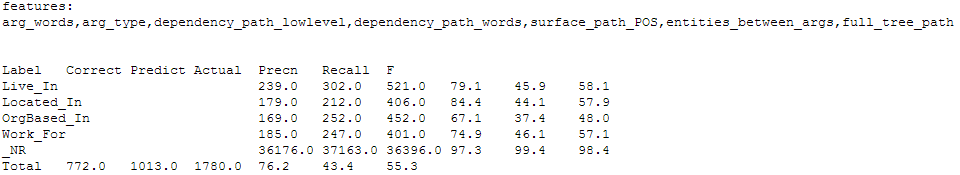 features:
arg_words,arg_type,dependency_path_lowlevel,dependency_path_words,surface_path_POS,entities_between_args,full_tree_path
Label Correct Predict Actual Precn Recall F
Live_In 239.0 302.0 521.0 79.1 45.9 58.1
Located_In 179.0 212.0 406.0 84.4 44.1 57.9
OrgBased_In 169.0 252.0 452.0 67.1 37.4 48.0
Work_For 185.0 247.0 401.0 74.9 46.1 57.1
_NR 36176.0 37163.0 36396.0 97.3 99.4 98.4
Total 772.0 1013.0 1780.0 76.2 43.4 55.3